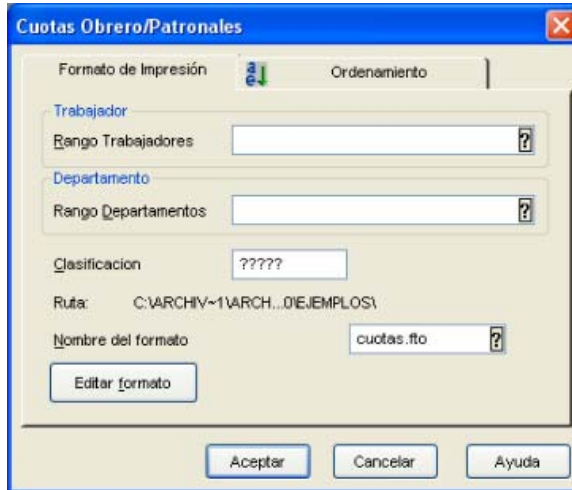 Cuotas Obrero/Patronales
Formato de Impresión
Ordenamiento
Trabajador
Rango Trabajadores
?
Departamento
Rango Departamentos
?
Clasificacion
?????
Ruta: C:\ARCHIV~1\ARCH...0\EJEMPLOS\
Nombre del formato
cuotas.fto
?
Editar formato
Aceptar
Cancelar
Ayuda